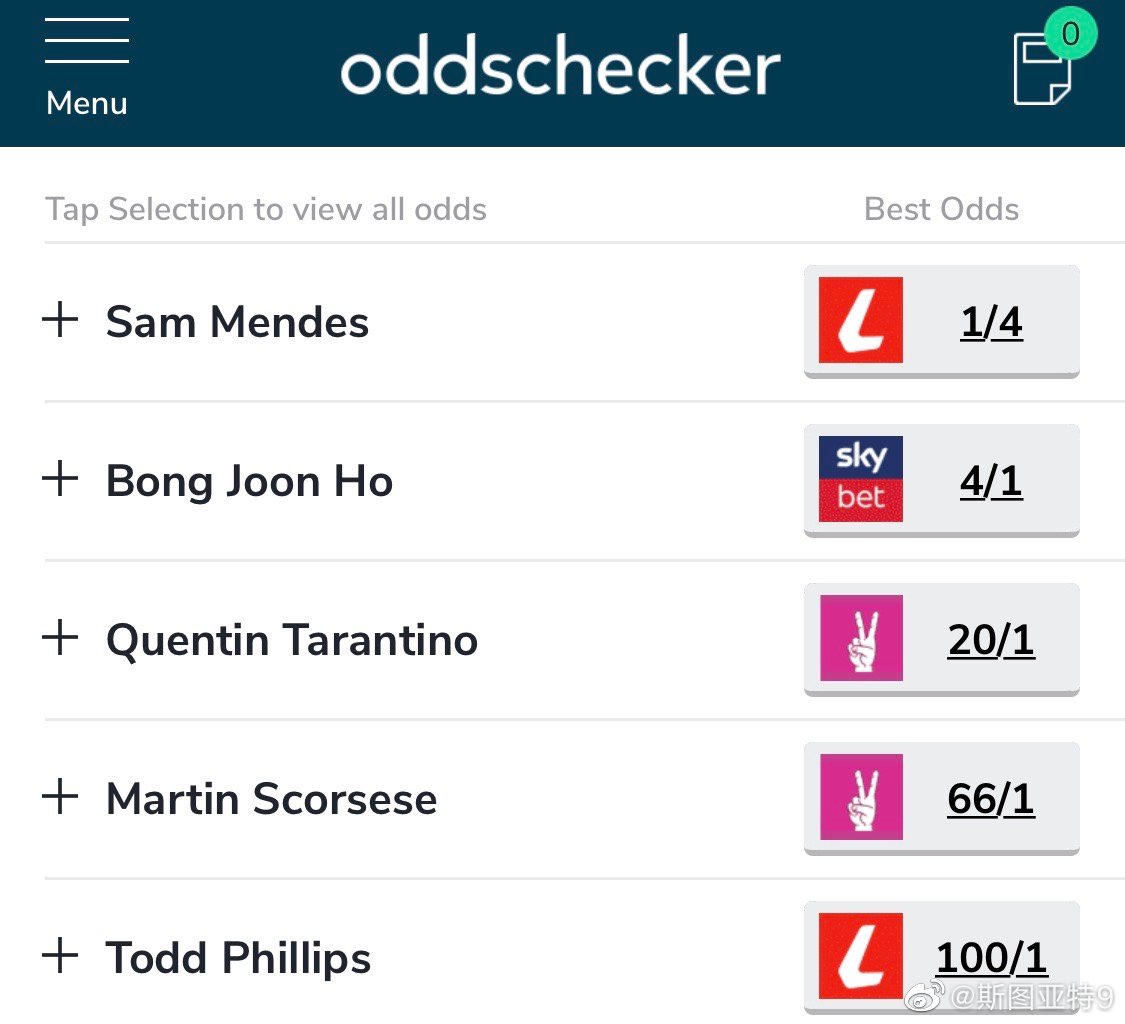 0
Menu
oddschecker
Tap Selection to view all odds Best Odds
Sam Mendes 1/4
Bong Joon Ho sky bet 4/1
Quentin Tarantino 20/1
Martin Scorsese 66/1
Todd Phillips 100/1
@斯图亚特9